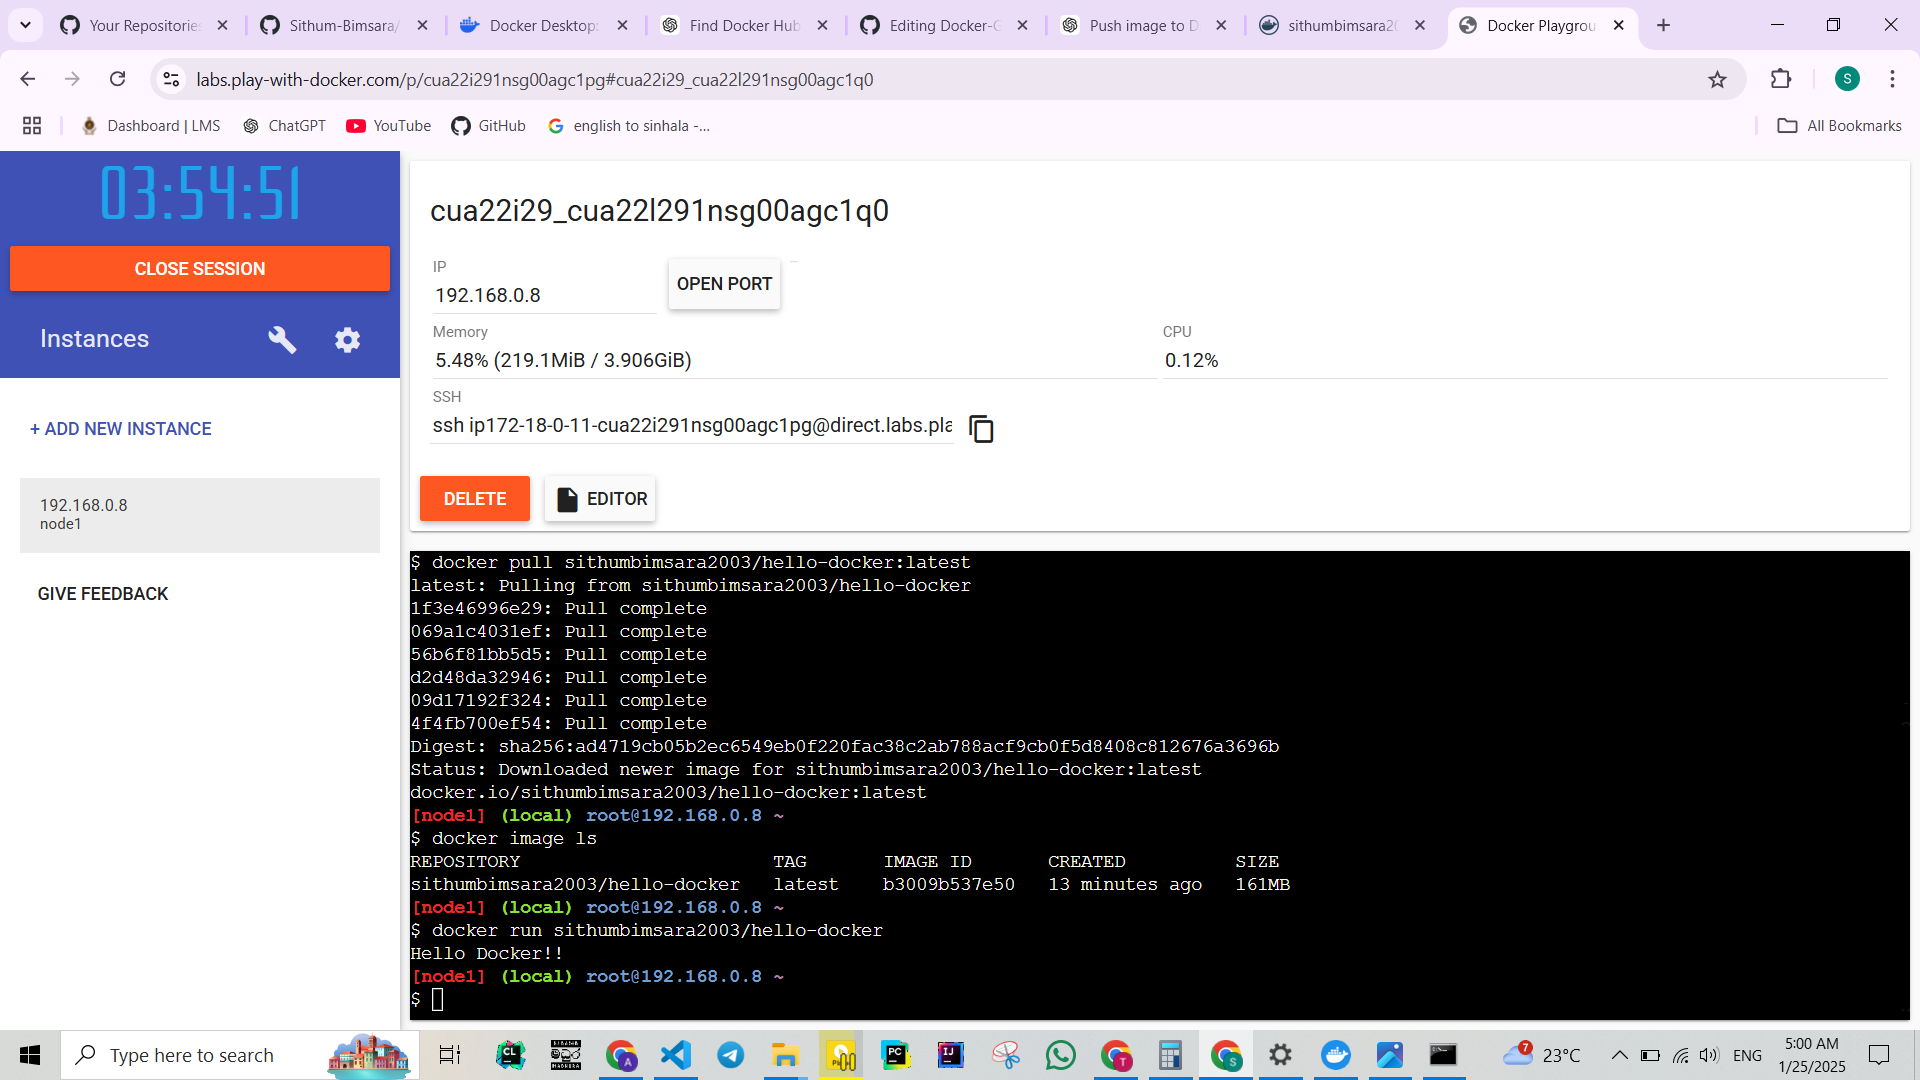 Your Repositories
Sithum-Bimsara/
Docker Desktop:
Find Docker Hub
Editing Docker-G
Push image to D
sithumbimsara20
Docker Playgrou
labs.play-with-docker.com/p/cua22i291nsg00agc1pg#cua22i29_cua22l291nsg00agc1q0
S
Dashboard | LMS
ChatGPT
YouTube
GitHub
english to sinhala -...
All Bookmarks
03:54:51
CLOSE SESSION
Instances
+ ADD NEW INSTANCE
192.168.0.8
node1
GIVE FEEDBACK
cua22i29_cua22l291nsg00agc1q0
IP
192.168.0.8
OPEN PORT
Memory
5.48% (219.1MiB / 3.906GiB)
CPU
0.12%
SSH
ssh ip172-18-0-11-cua22i291nsg00agc1pg@direct.labs.pla
DELETE
EDITOR
$ docker pull sithumbimsara2003/hello-docker:latest
latest: Pulling from sithumbimsara2003/hello-docker
1f3e46996e29: Pull complete
069a1c4031ef: Pull complete
56b6f81bb5d5: Pull complete
d2d48da32946: Pull complete
09d17192f324: Pull complete
4f4fb700ef54: Pull complete
Digest: sha256:ad4719cb05b2ec6549eb0f220fac38c2ab788acf9cb0f5d8408c812676a3696b
Status: Downloaded newer image for sithumbimsara2003/hello-docker:latest
docker.io/sithumbimsara2003/hello-docker:latest
[node1] (local) root@192.168.0.8 ~
$ docker image ls
REPOSITORY TAG IMAGE ID CREATED SIZE
sithumbimsara2003/hello-docker latest b3009b537e50 13 minutes ago 161MB
[node1] (local) root@192.168.0.8 ~
$ docker run sithumbimsara2003/hello-docker
Hello Docker!!
[node1] (local) root@192.168.0.8 ~
$
Type here to search
7
23°C
ENG
5:00 AM
1/25/2025